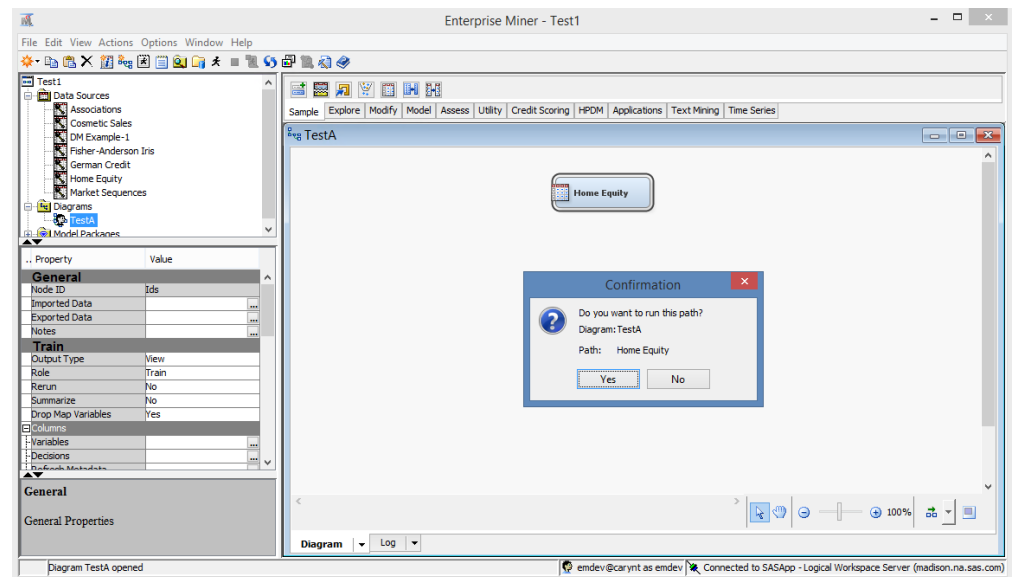 Enterprise Miner - Test1
File Edit View Actions Options Window Help
Test1
Data Sources
Associations
Cosmetic Sales
DM Example-1
Fisher-Anderson Iris
German Credit
Home Equity
Market Sequences
Diagrams
TestA
Model Packages
.. Property Value
General
Node ID Ids
Imported Data ...
Exported Data ...
Notes ...
Train
Output Type View
Role Train
Rerun No
Summarize No
Drop Map Variables Yes
Columns
Variables ...
Decisions ...
Refresh Metadata
General
General Properties
Sample Explore Modify Model Assess Utility Credit Scoring HPDM Applications Text Mining Time Series
TestA
Home Equity
Confirmation
Do you want to run this path?
Diagram: TestA
Path: Home Equity
Yes No
100%
Diagram Log
Diagram TestA opened
emdev@carynt as emdev Connected to SASApp - Logical Workspace Server (madison.na.sas.com)